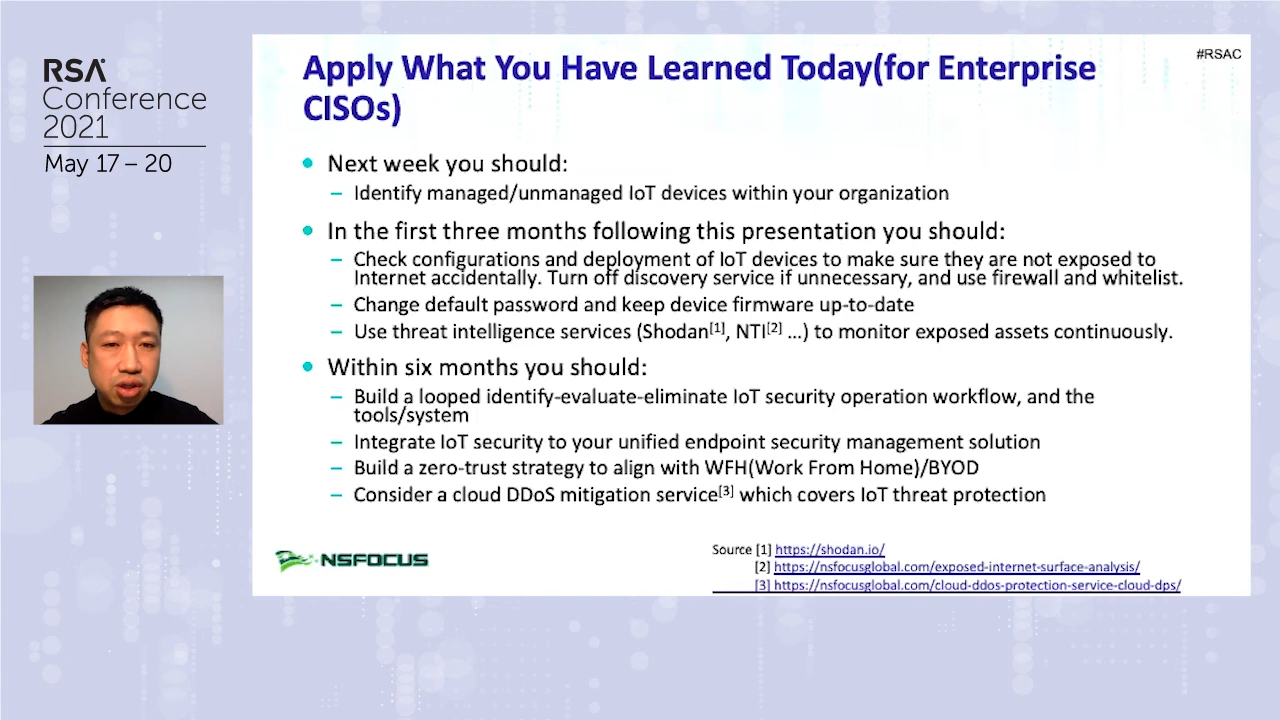 RSA
Conference
2021
May 17 – 20
#RSAC
Apply What You Have Learned Today(for Enterprise
CISOs)
• Next week you should:
– Identify managed/unmanaged IoT devices within your organization
• In the first three months following this presentation you should:
– Check configurations and deployment of IoT devices to make sure they are not exposed to
Internet accidentally. Turn off discovery service if unnecessary, and use firewall and whitelist.
– Change default password and keep device firmware up-to-date
– Use threat intelligence services (Shodan[1], NTI[2] ...) to monitor exposed assets continuously.
• Within six months you should:
– Build a looped identify-evaluate-eliminate IoT security operation workflow, and the
tools/system
– Integrate IoT security to your unified endpoint security management solution
– Build a zero-trust strategy to align with WFH(Work From Home)/BYOD
– Consider a cloud DDoS mitigation service[3] which covers IoT threat protection
NSFOCUS
Source [1] https://shodan.io/
[2] https://nsfocusglobal.com/exposed-internet-surface-analysis/
[3] https://nsfocusglobal.com/cloud-ddos-protection-service-cloud-dps/